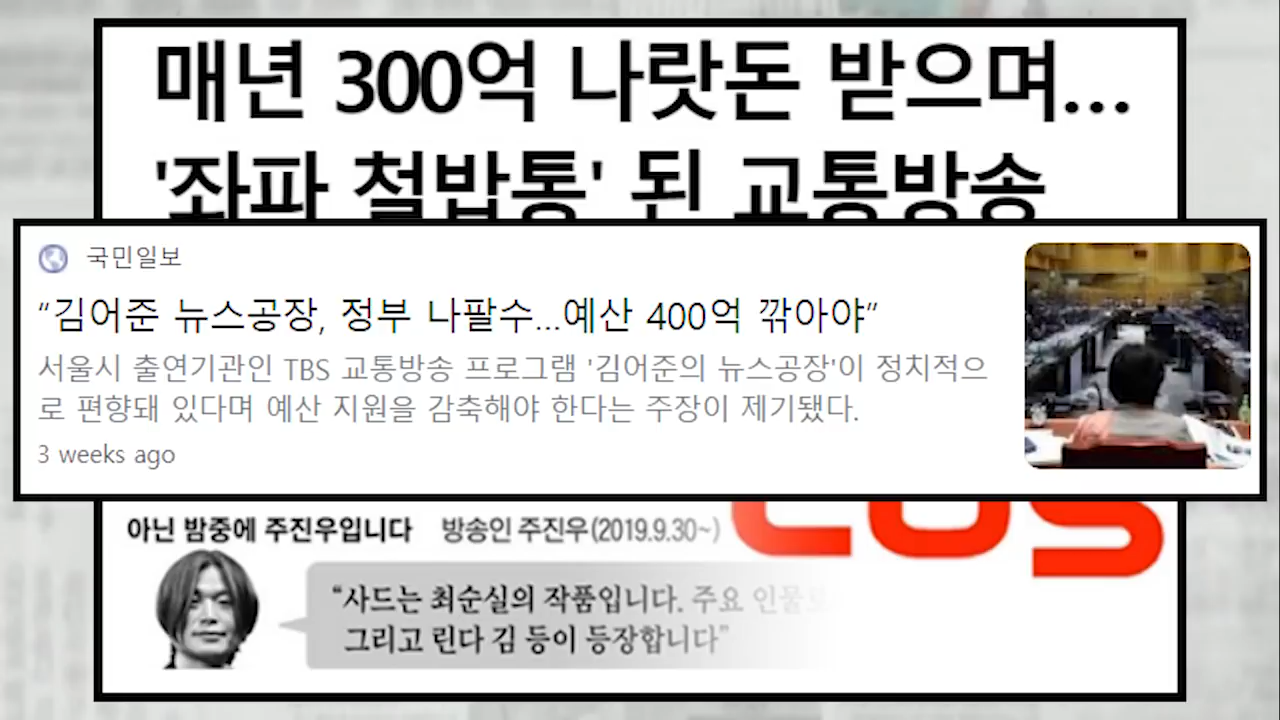 매년 300억 나랏돈 받으며...
'좌파 철밥통' 된 교통방송
국민일보
“김어준 뉴스공장, 정부 나팔수...예산 400억 깎아야”
서울시 출연기관인 TBS 교통방송 프로그램 '김어준의 뉴스공장'이 정치적으
로 편향돼 있다며 예산 지원을 감축해야 한다는 주장이 제기됐다.
3 weeks ago
아닌 밤중에 주진우입니다 방송인 주진우(2019.9.30~)
“사드는 최순실의 작품입니다. 주요 인물로
그리고 린다 김 등이 등장합니다”